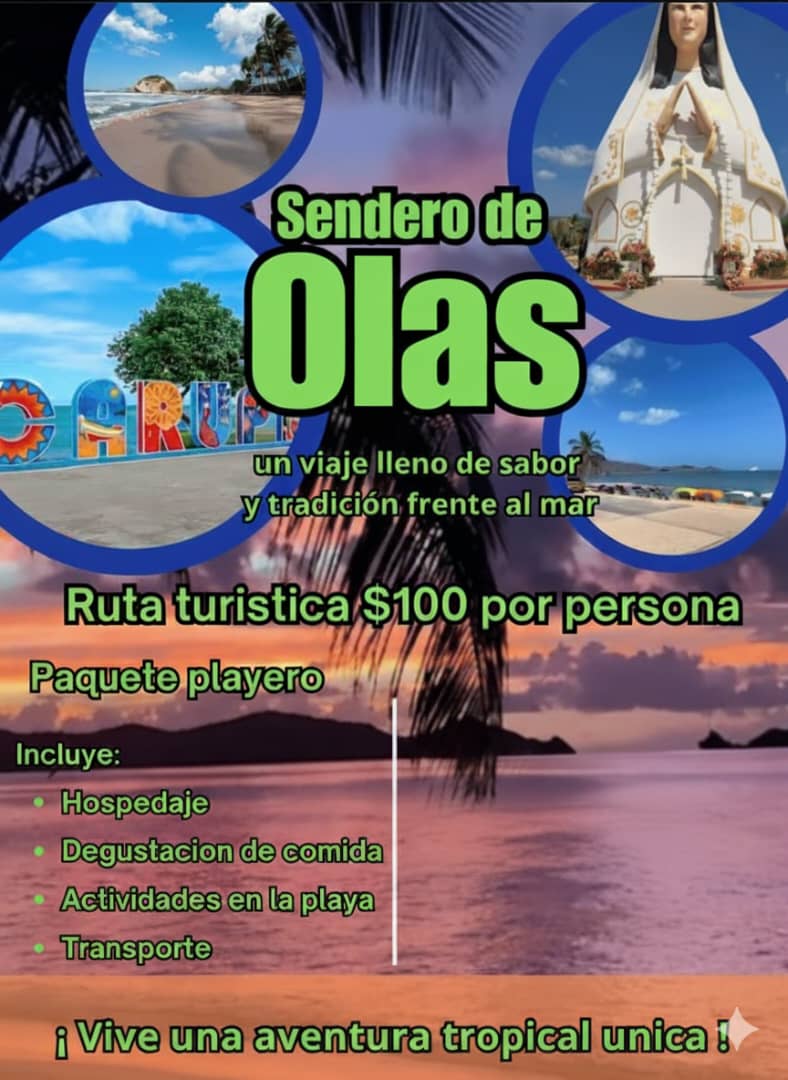 Sendero de
Olas
CARUP
un viaje lleno de sabor
y tradición frente al mar
Ruta turistica $100 por persona
Paquete playero
Incluye:
• Hospedaje
• Degustacion de comida
• Actividades en la playa
• Transporte
¡ Vive una aventura tropical unica !